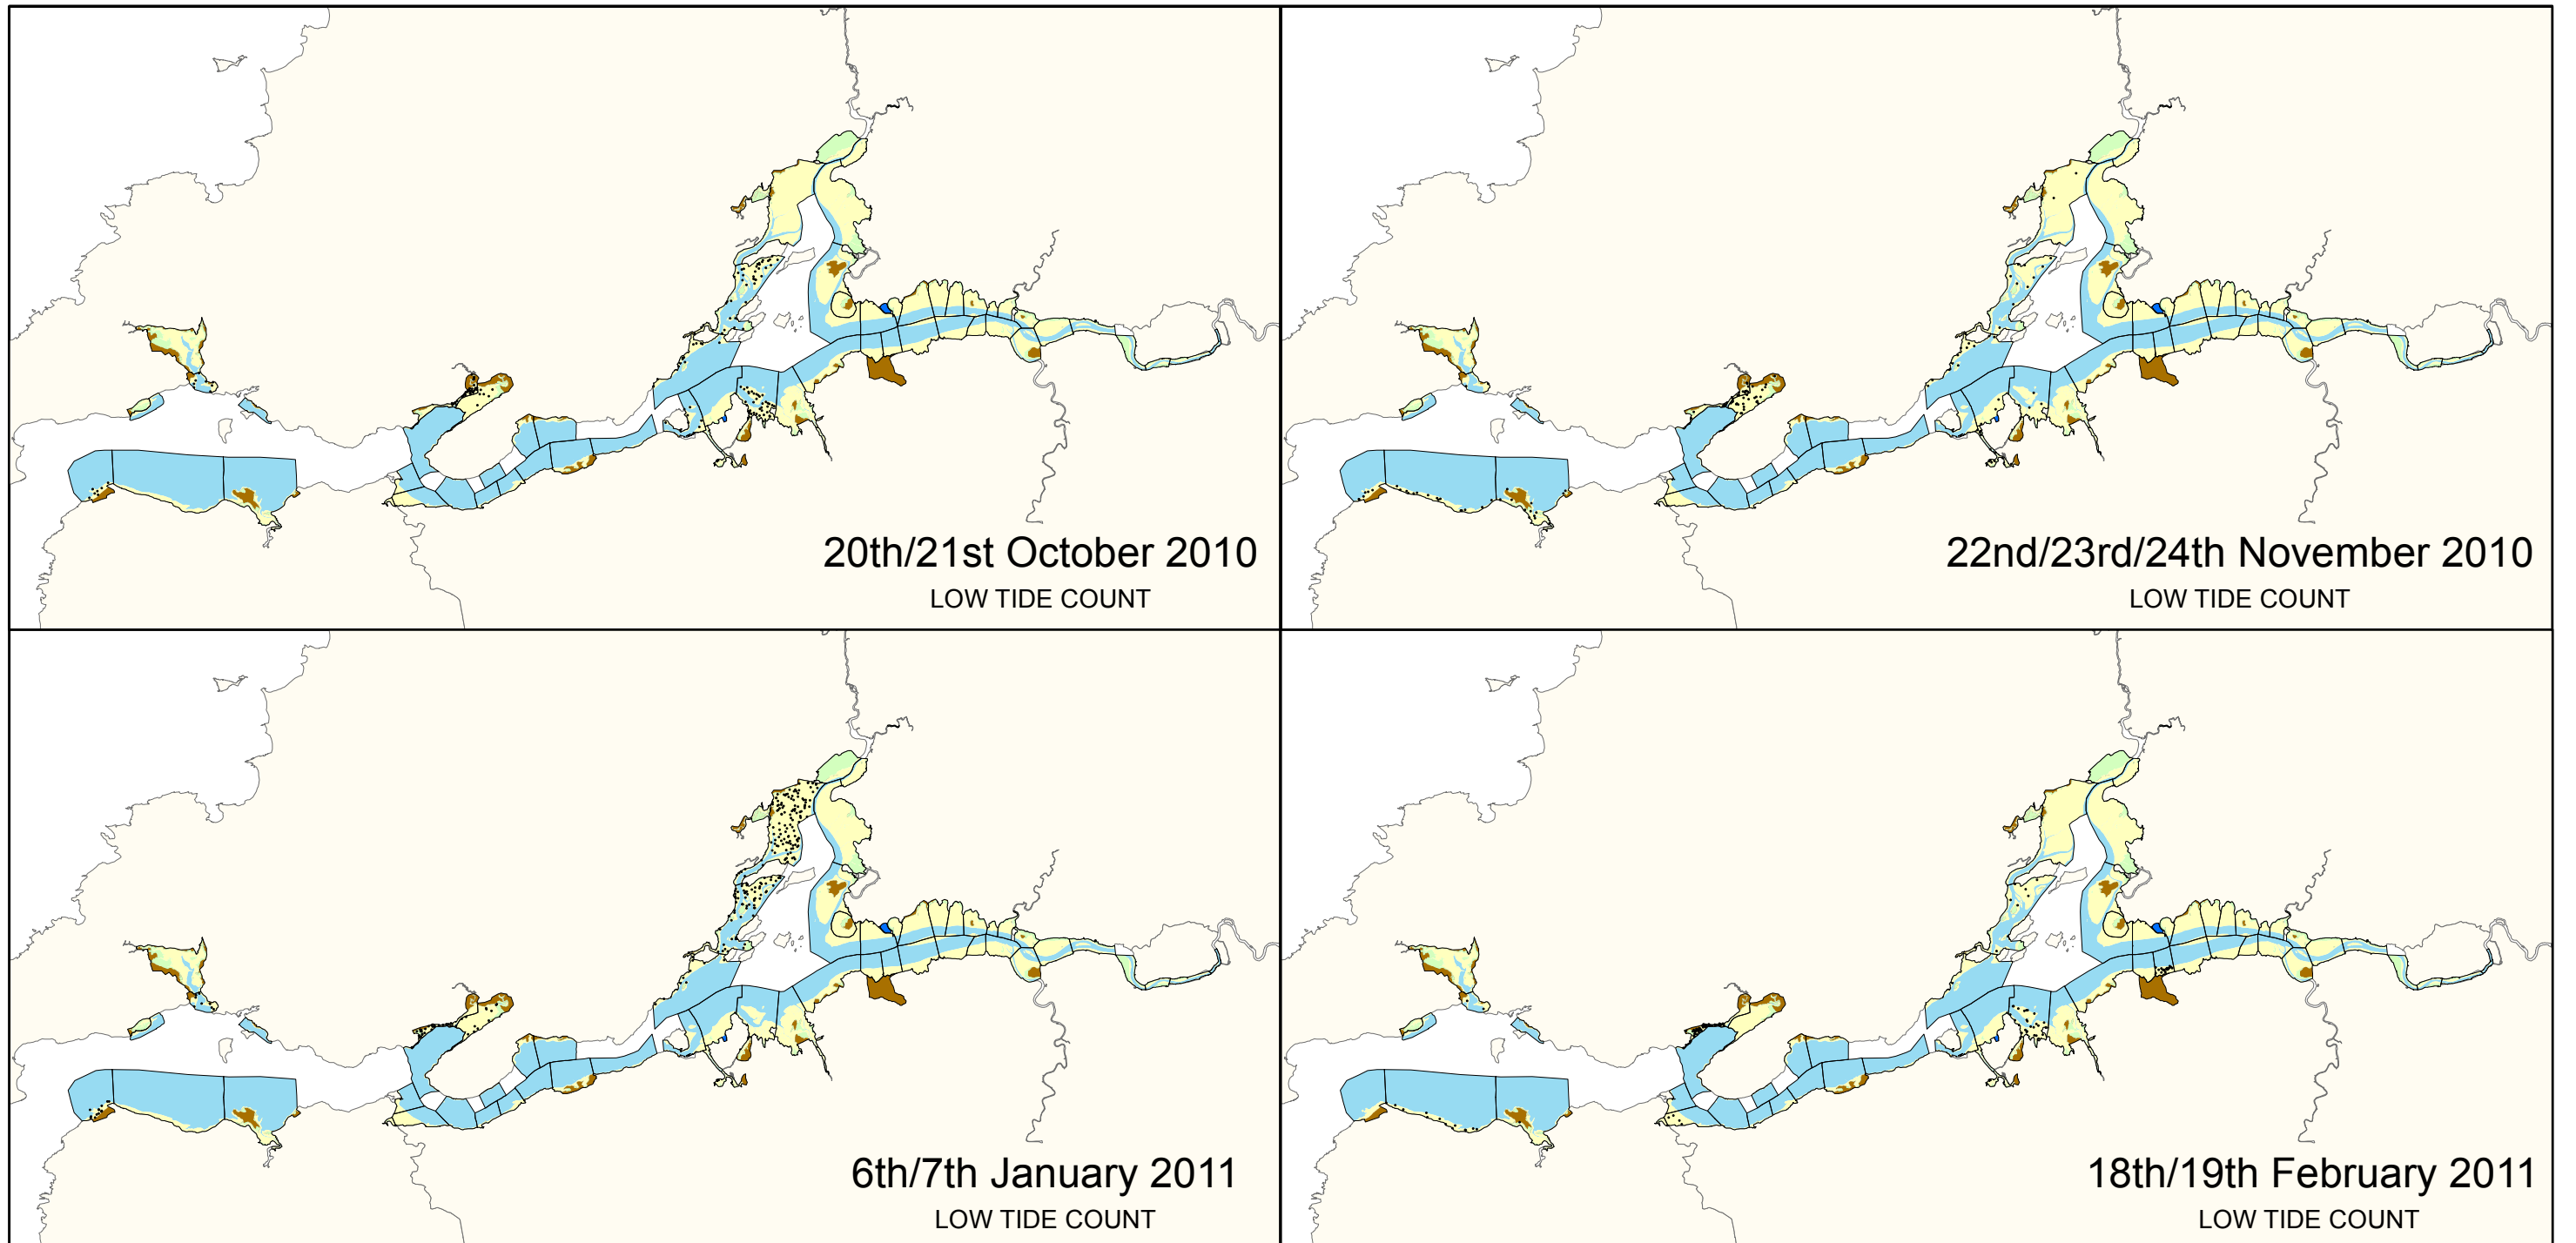 20th/21st October 2010
LOW TIDE COUNT
22nd/23rd/24th November 2010
LOW TIDE COUNT
6th/7th January 2011
LOW TIDE COUNT
18th/19th February 2011
LOW TIDE COUNT